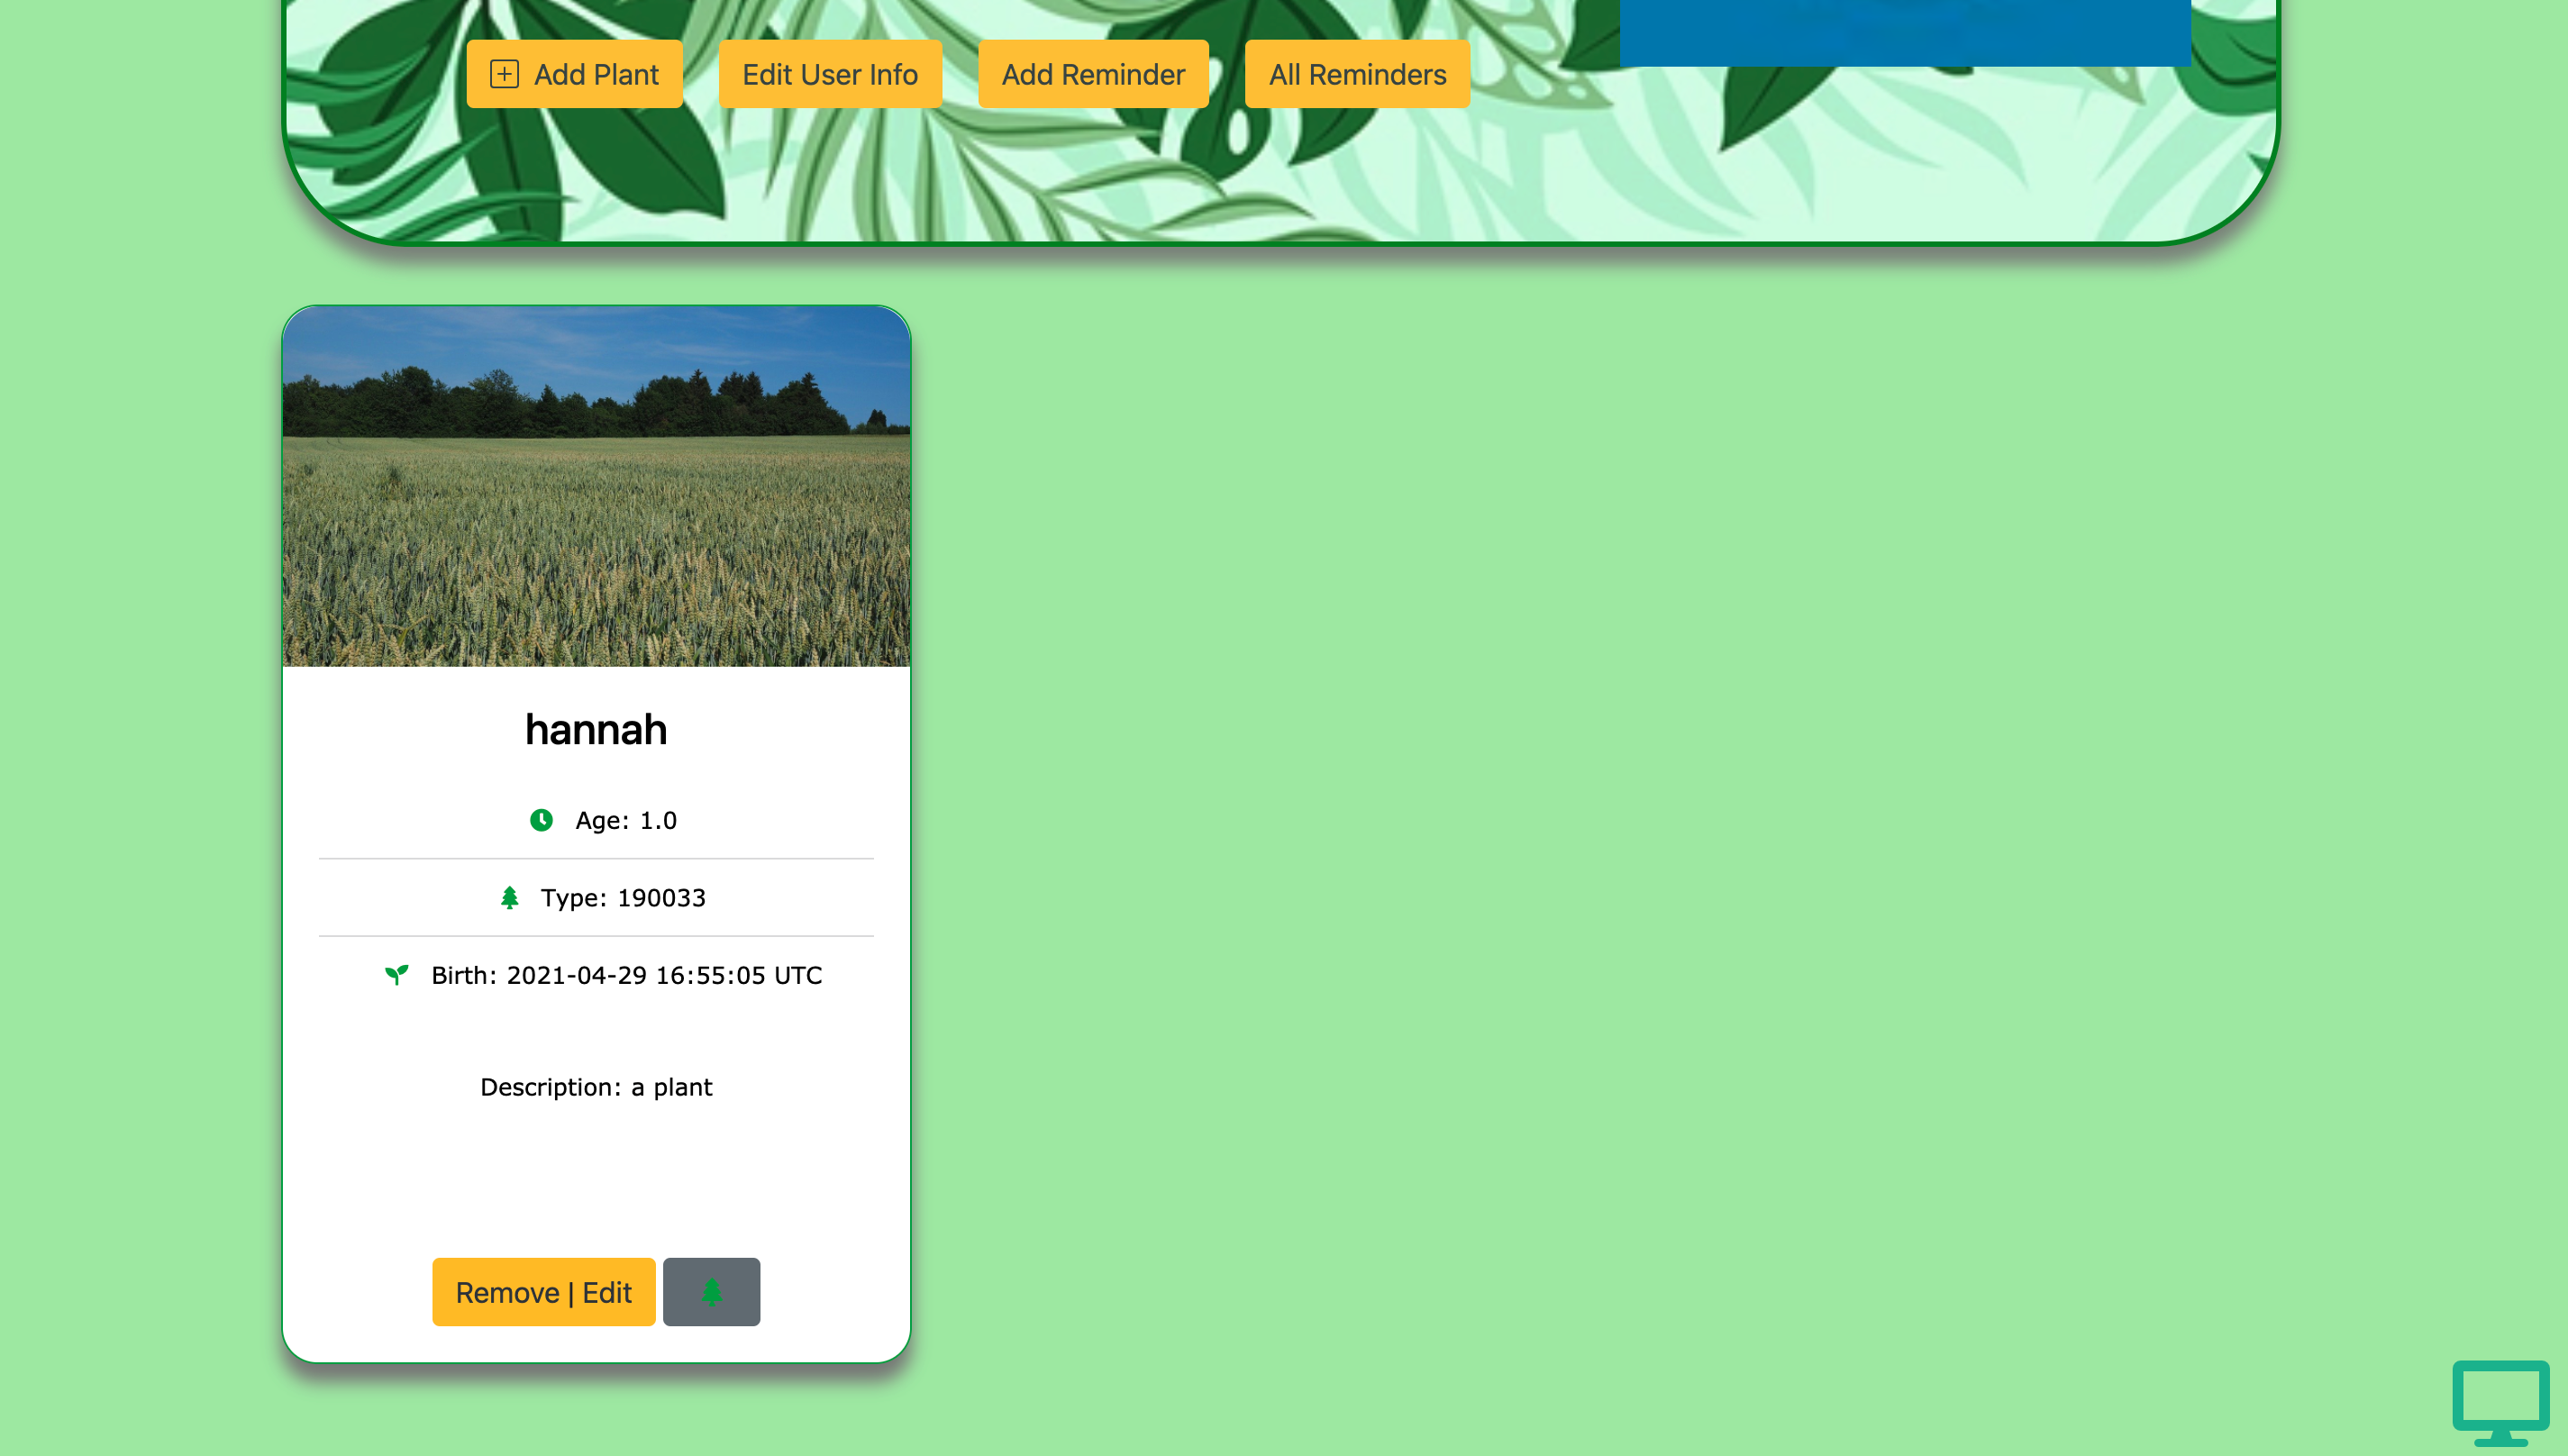 Add Plant
Edit User Info
Add Reminder
All Reminders
hannah
Age: 1.0
Type: 190033
Birth: 2021-04-29 16:55:05 UTC
Description: a plant
Remove | Edit